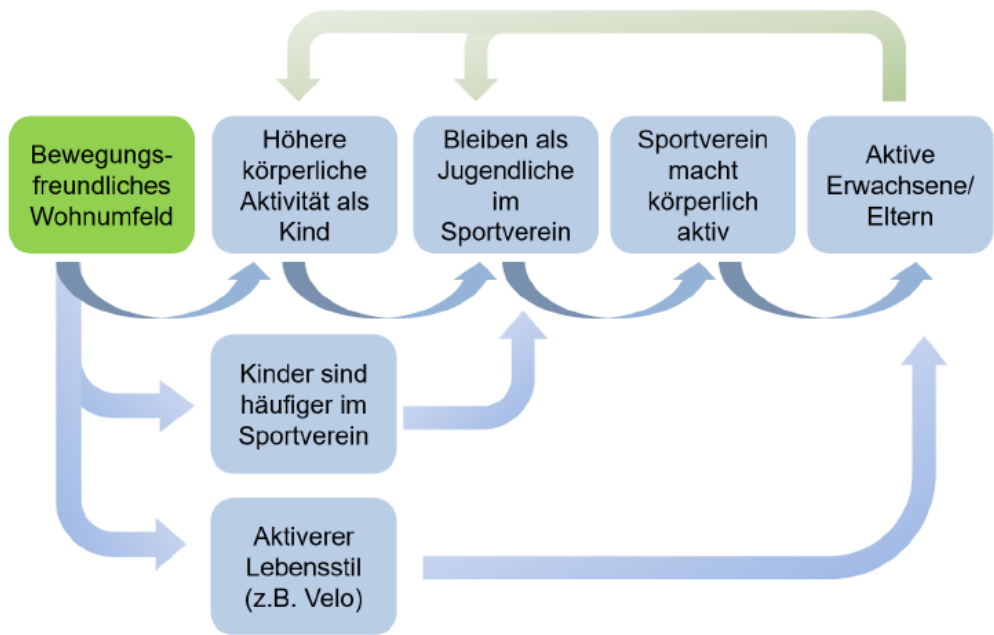 Bewegungs-
freundliches
Wohnumfeld
Höhere
körperliche
Aktivität als
Kind
Bleiben als
Jugendliche
im
Sportverein
Sportverein
macht
körperlich
aktiv
Aktive
Erwachsene/
Eltern
Kinder sind
häufiger im
Sportverein
Aktiverer
Lebensstil
(z.B. Velo)